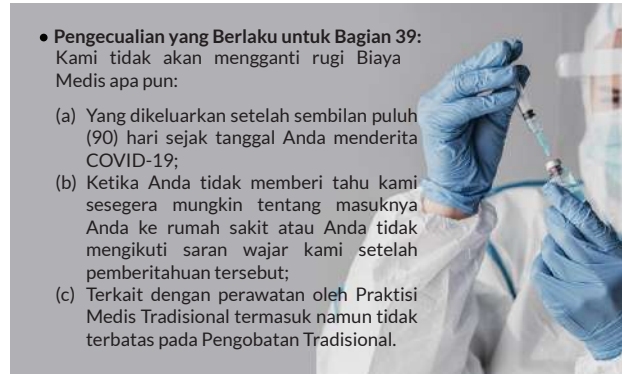 • Pengecualian yang Berlaku untuk Bagian 39:
Kami tidak akan mengganti rugi Biaya
Medis apa pun:
(a) Yang dikeluarkan setelah sembilan puluh
(90) hari sejak tanggal Anda menderita
COVID-19;
(b) Ketika Anda tidak memberi tahu kami
sesegera mungkin tentang masuknya
Anda ke rumah sakit atau Anda tidak
mengikuti saran wajar kami setelah
pemberitahuan tersebut;
(c) Terkait dengan perawatan oleh Praktisi
Medis Tradisional termasuk namun tidak
terbatas pada Pengobatan Tradisional.